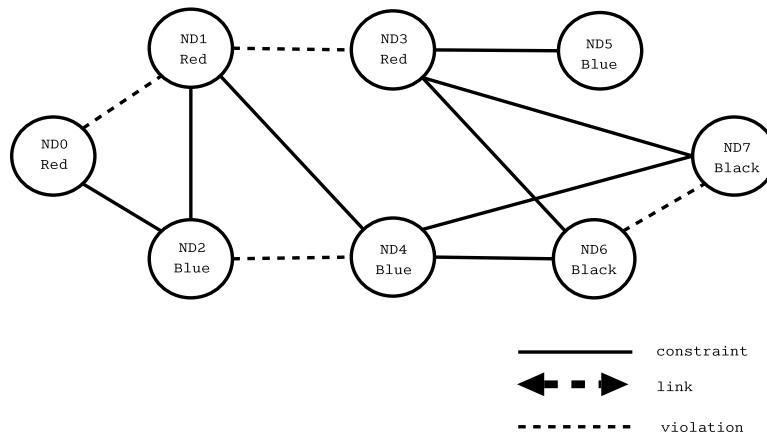 ND1
Red
ND3
Red
ND5
Blue
ND0
Red
ND7
Black
ND2
Blue
ND4
Blue
ND6
Black
constraint
link
violation